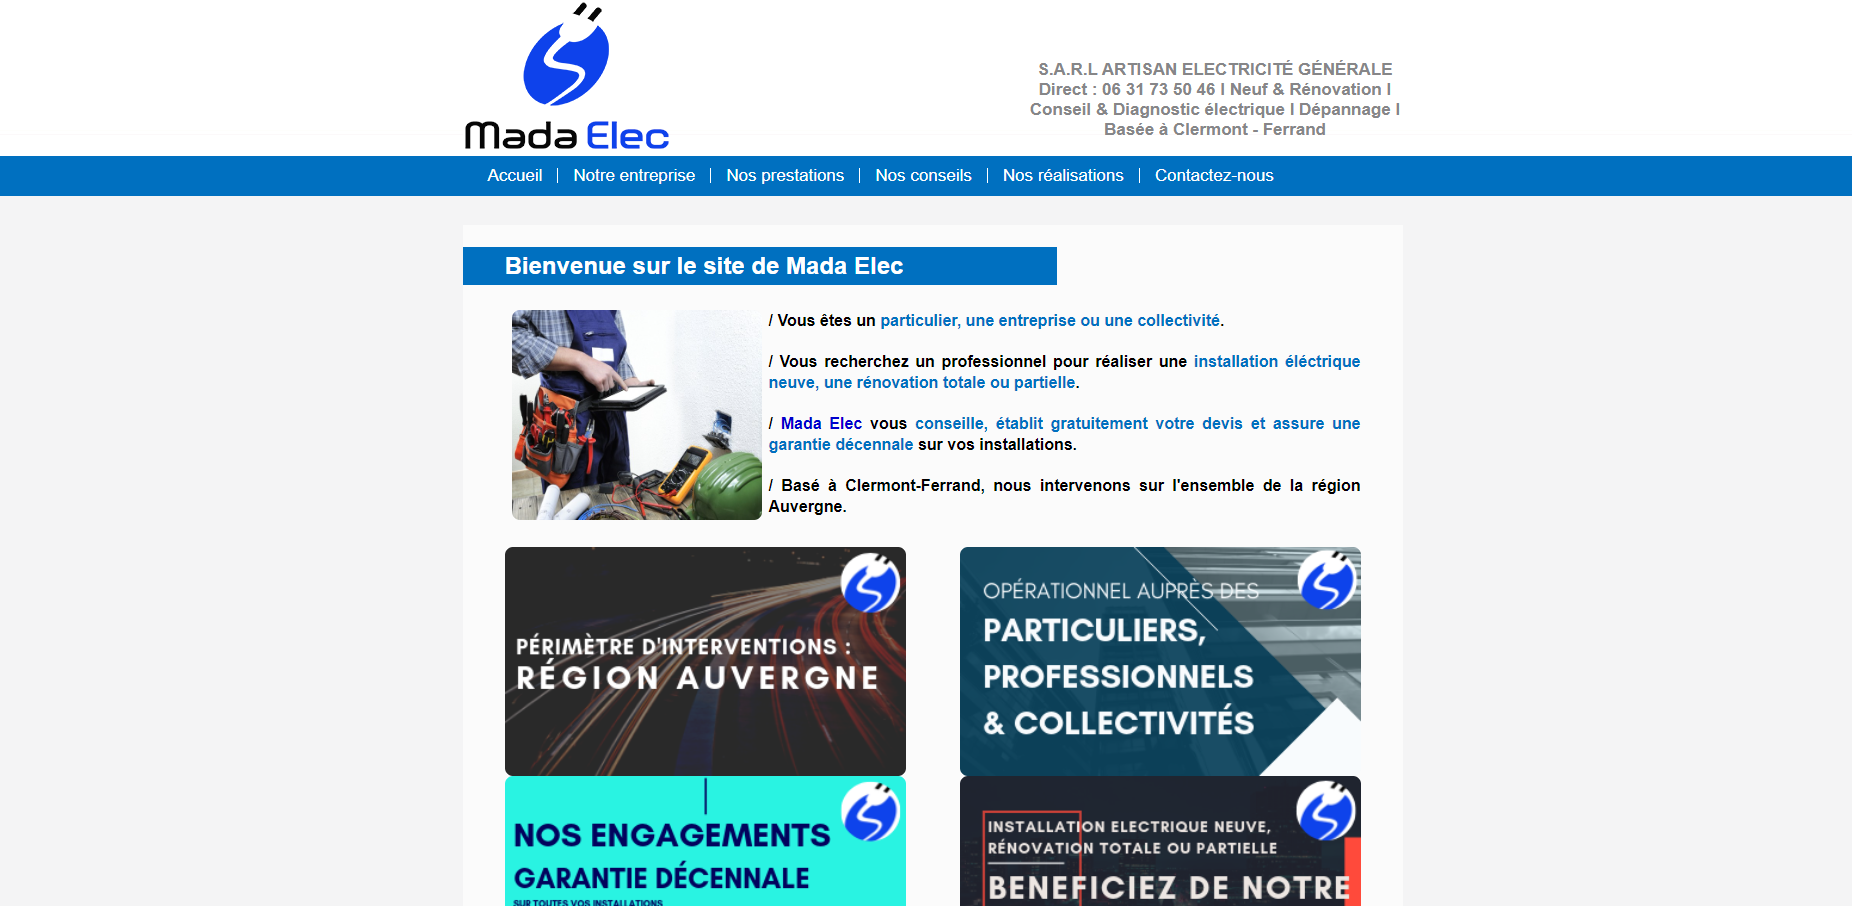 Mada Elec
S.A.R.L ARTISAN ELECTRICITÉ GÉNÉRALE
Direct : 06 31 73 50 46 I Neuf & Rénovation I
Conseil & Diagnostic électrique I Dépannage I
Basée à Clermont - Ferrand
Accueil
Notre entreprise
Nos prestations
Nos conseils
Nos réalisations
Contactez-nous
Bienvenue sur le site de Mada Elec
/ Vous êtes un particulier, une entreprise ou une collectivité.
/ Vous recherchez un professionnel pour réaliser une installation éléctrique
neuve, une rénovation totale ou partielle.
/ Mada Elec vous conseille, établit gratuitement votre devis et assure une
garantie décennale sur vos installations.
/ Basé à Clermont-Ferrand, nous intervenons sur l'ensemble de la région
Auvergne.
PÉRIMÈTRE D'INTERVENTIONS :
RÉGION AUVERGNE
OPÉRATIONNEL AUPRÈS DES
PARTICULIERS,
PROFESSIONNELS
& COLLECTIVITÉS
NOS ENGAGEMENTS
GARANTIE DÉCENNALE
SUR TOUTES VOS INSTALLATIONS
INSTALLATION ELECTRIQUE NEUVE,
RÉNOVATION TOTALE OU PARTIELLE
BENEFICIEZ DE NOTRE